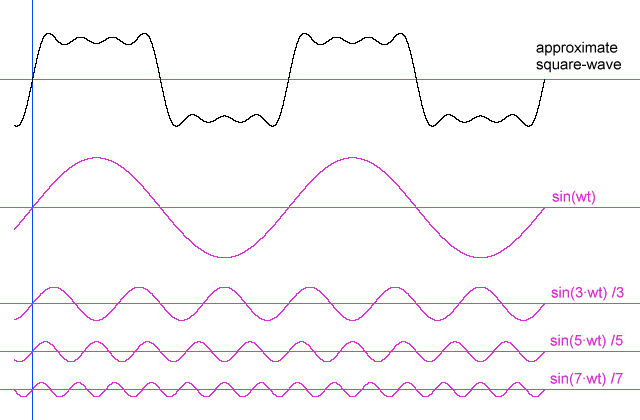 approximate
square-wave
sin(wt)
sin(3·wt) /3
sin(5·wt) /5
sin(7·wt) /7